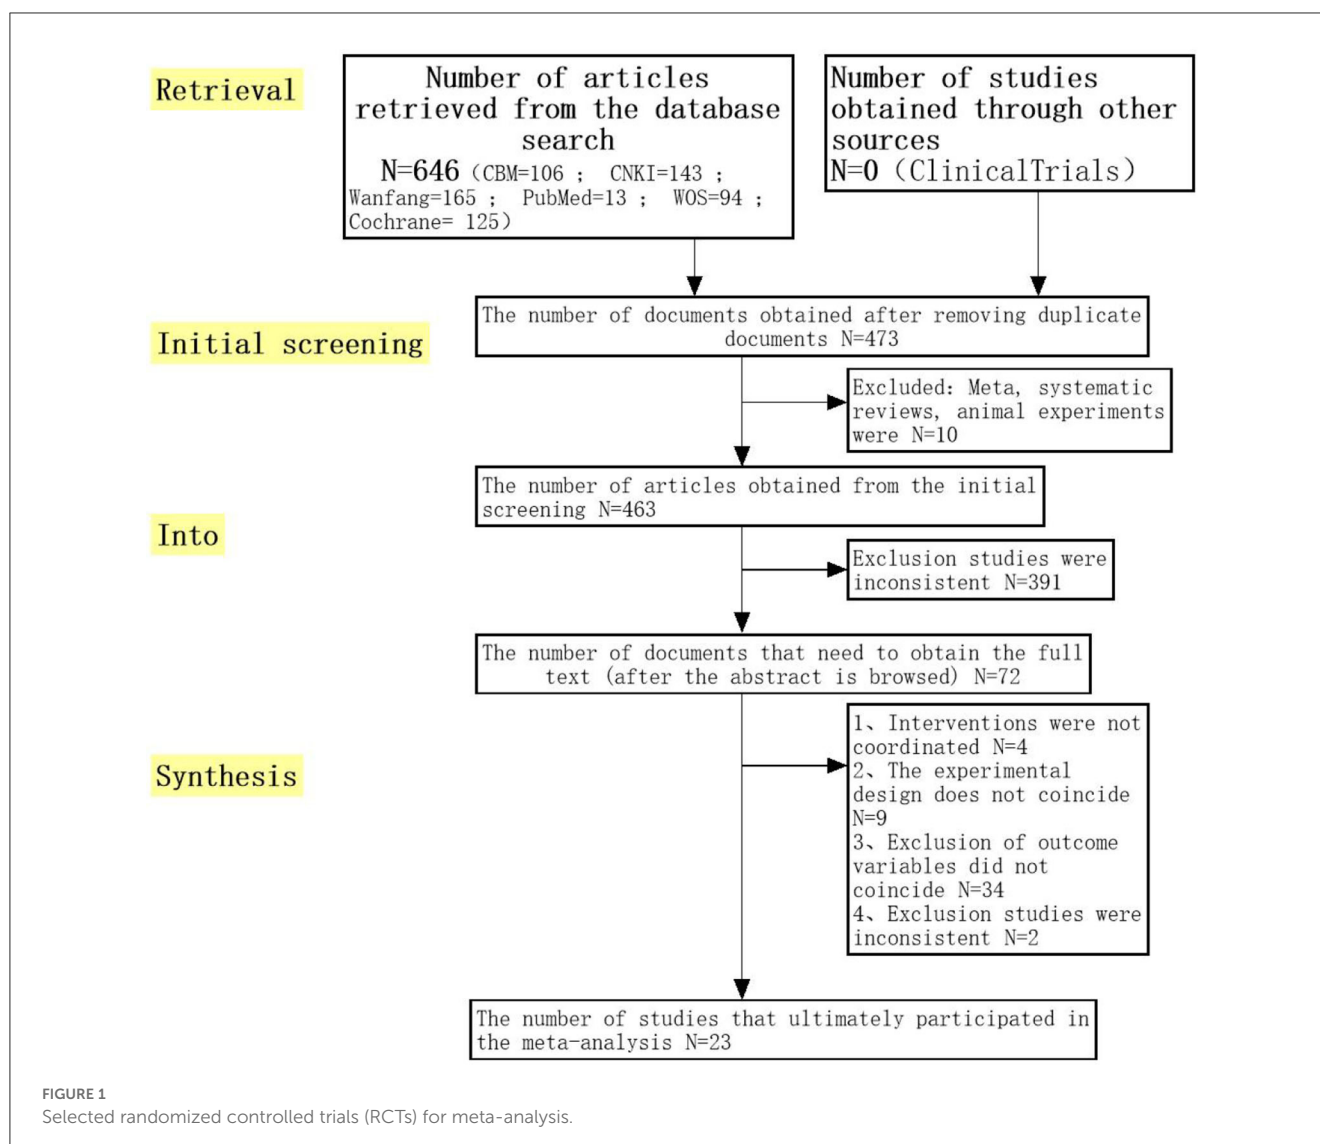 Retrieval
Number of articles
retrieved from the database
search
N=646 (CBM=106 ; CNKI=143 ;
Wanfang=165 ; PubMed=13 ; WOS=94 ;
Cochrane= 125)
Number of studies
obtained through other
sources
N=0 (ClinicalTrials)
Initial screening
The number of documents obtained after removing duplicate
documents N=473
Excluded: Meta, systematic
reviews, animal experiments
were N=10
Into
The number of articles obtained from the initial
screening N=463
Exclusion studies were
inconsistent N=391
The number of documents that need to obtain the full
text (after the abstract is browsed) N=72
Synthesis
1、Interventions were not
coordinated N=4
2、The experimental
design does not coincide
N=9
3、Exclusion of outcome
variables did not
coincide N=34
4、Exclusion studies were
inconsistent N=2
The number of studies that ultimately participated in
the meta-analysis N=23
FIGURE 1
Selected randomized controlled trials (RCTs) for meta-analysis.